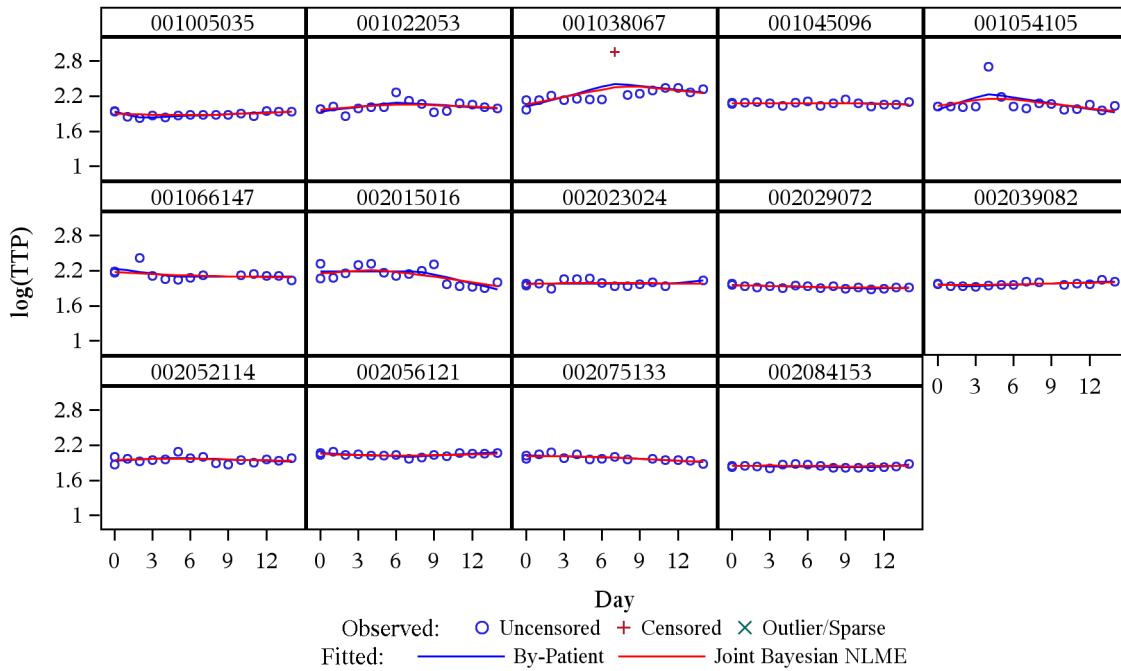 001005035 001022053 001038067 001045096 001054105
2.8
2.2
1.6
1
001066147 002015016 002023024 002029072 002039082
log(TTP)
2.8
2.2
1.6
1
002052114 002056121 002075133 002084153
0 3 6 9 12
2.8
2.2
1.6
1
0 3 6 9 12 0 3 6 9 12 0 3 6 9 12 0 3 6 9 12
Day
Observed: Uncensored Censored Outlier/Sparse
Fitted: By-Patient Joint Bayesian NLME